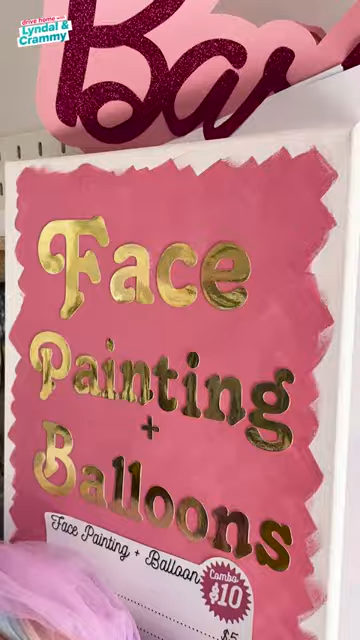 drive home with
Lyndal &
Crammy
Ba
Face
Painting
+
Balloons
Face Painting + Balloon
Combo
$10
$5